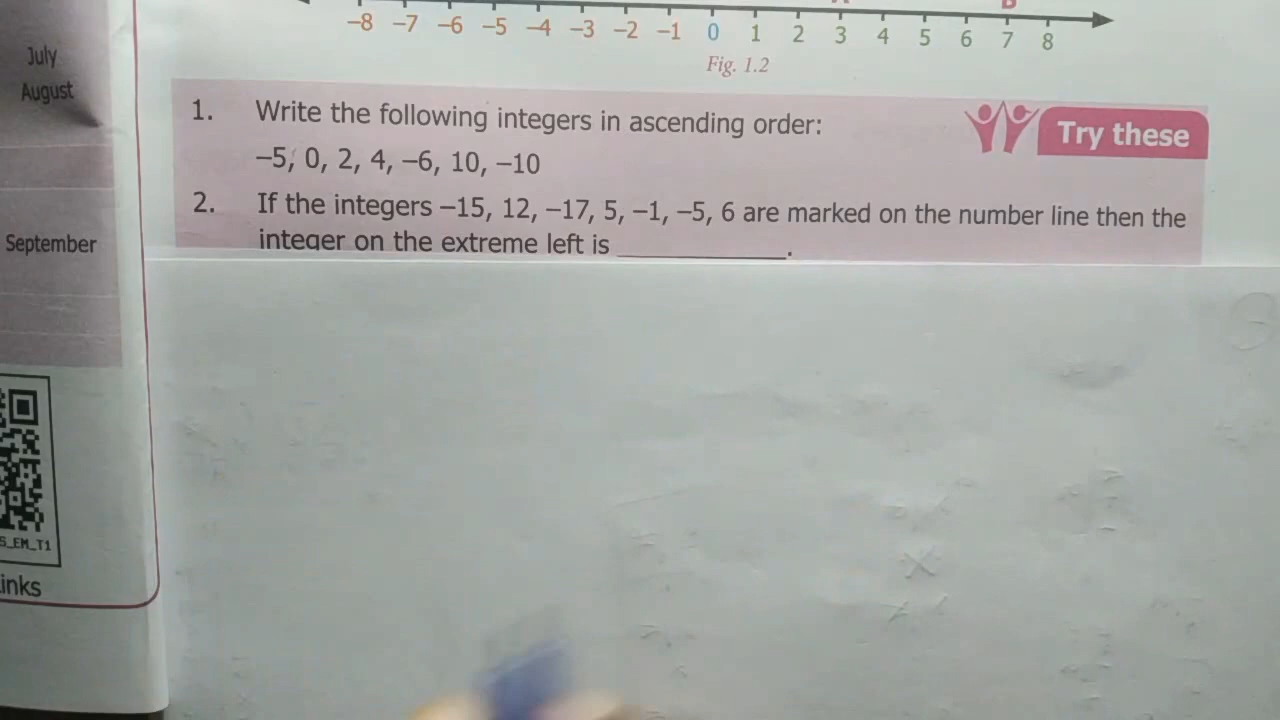 –8 –7 –6 –5 –4 –3 –2 –1 0 1 2 3 4 5 6 7 8
Fig. 1.2
July
August
September
1. Write the following integers in ascending order:
Try these
–5, 0, 2, 4, –6, 10, –10
2. If the integers –15, 12, –17, 5, –1, –5, 6 are marked on the number line then the
integer on the extreme left is ____________.
S_EM_T1
inks